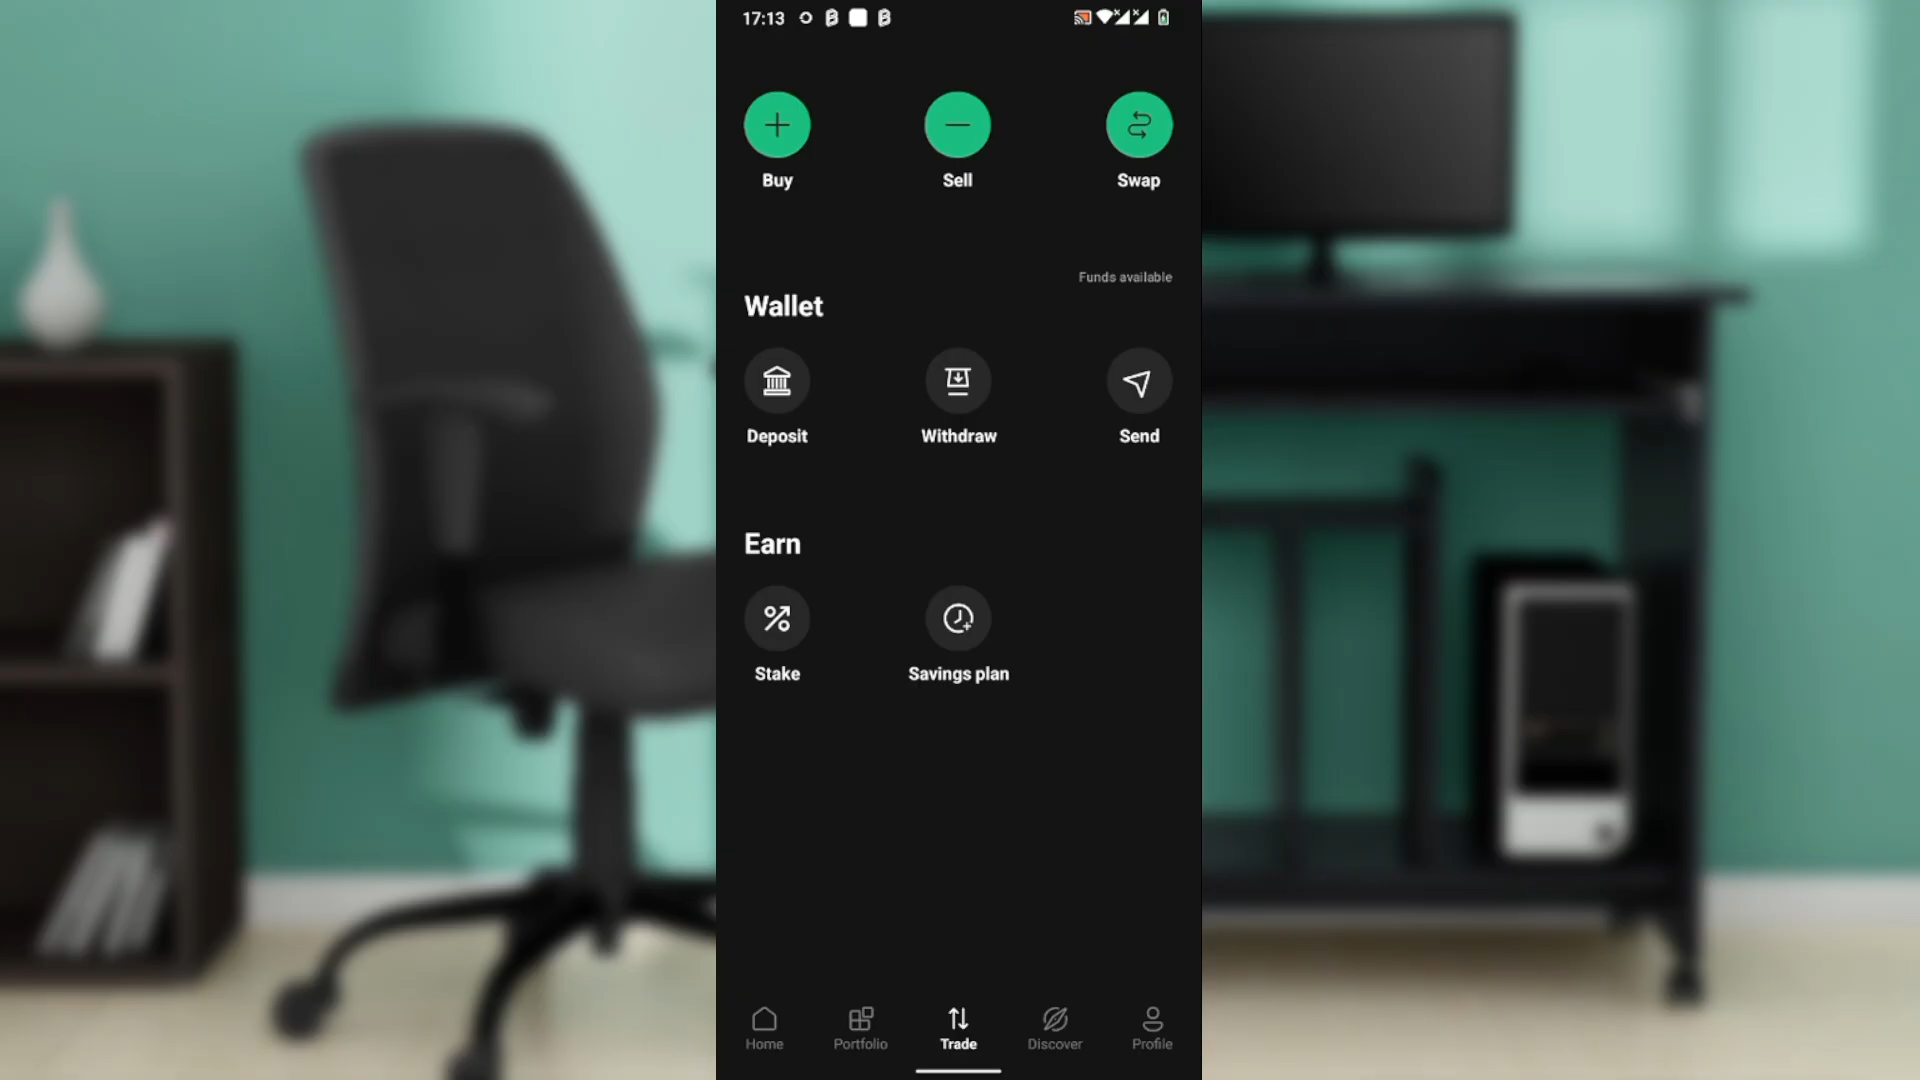 17:13
Buy Sell Swap
Funds available
Wallet
Deposit Withdraw Send
Earn
Stake Savings plan
Home Portfolio Trade Discover Profile